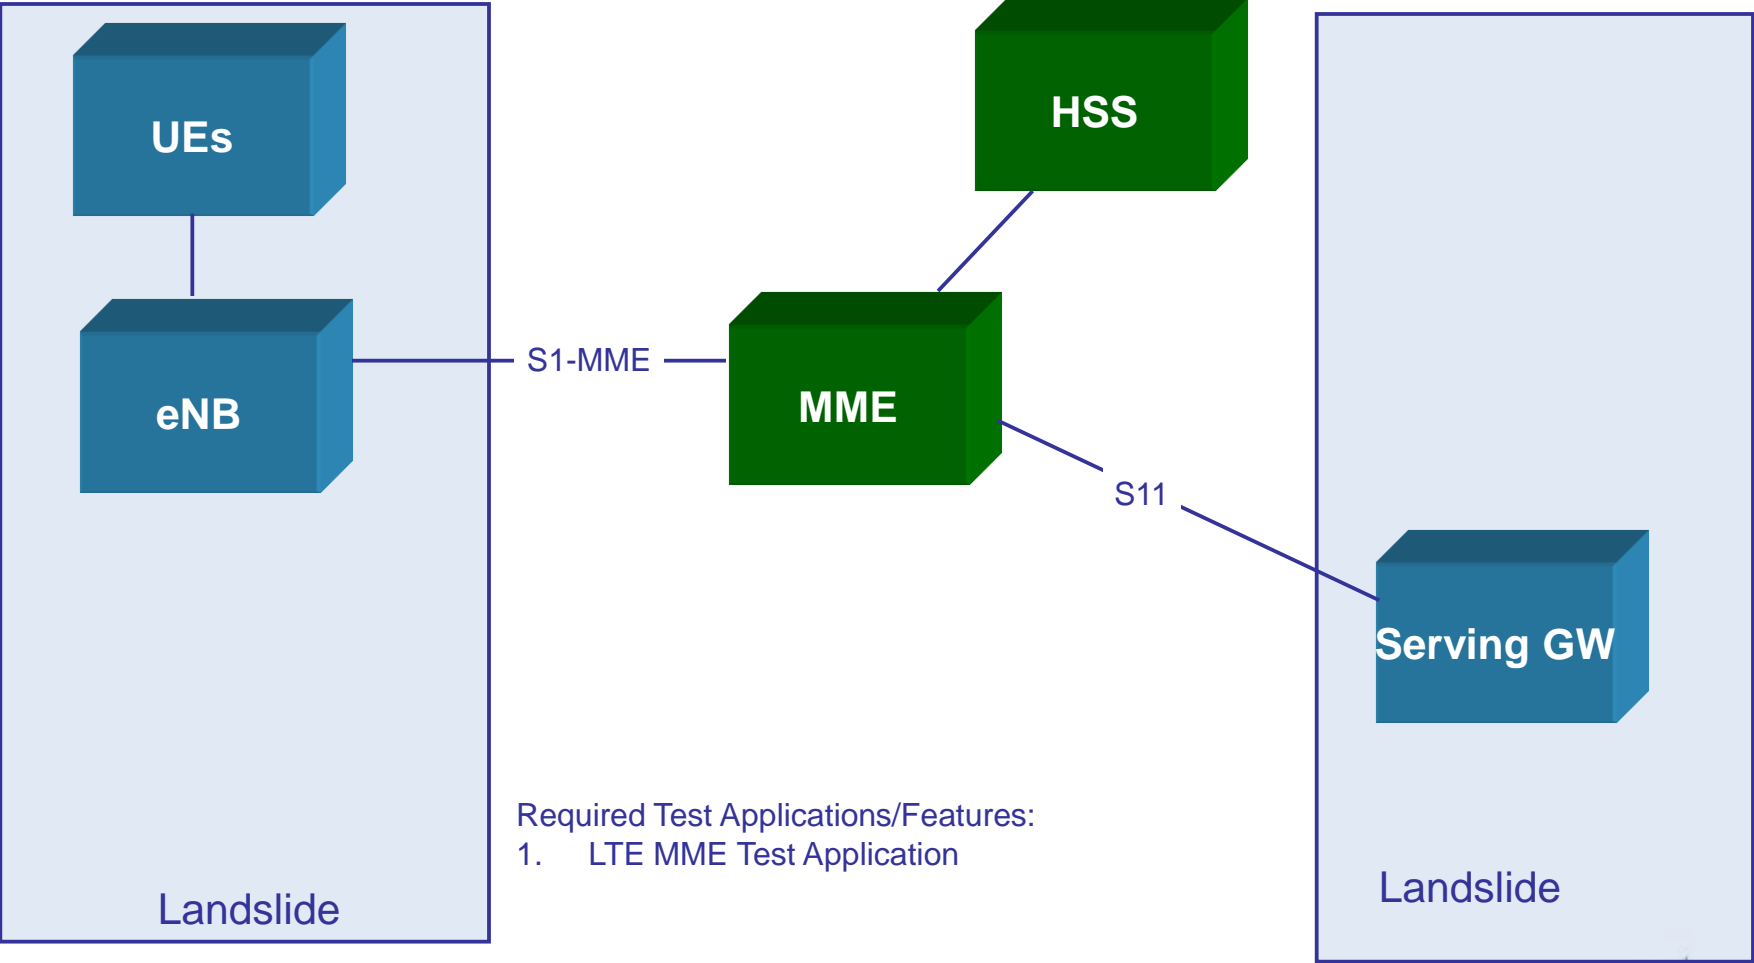 UEs
HSS
S1-MME
MME
eNB
S11
Serving GW
Required Test Applications/Features:
1. LTE MME Test Application
Landslide
Landslide